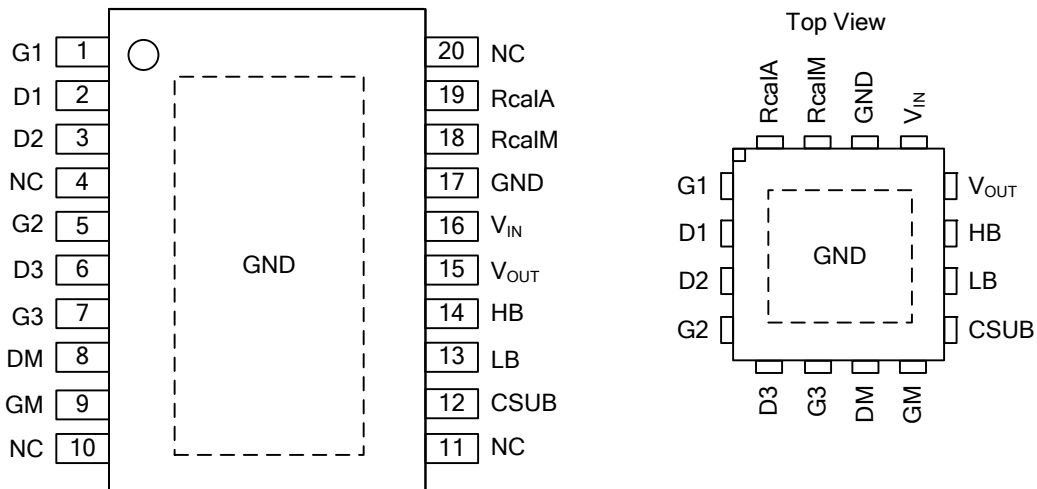 G1 1
D1 2
D2 3
NC 4
G2 5
D3 6
G3 7
DM 8
GM 9
NC 10
GND
20 NC
19 RcalA
18 RcalM
17 GND
16 VIN
15 VOUT
14 HB
13 LB
12 CSUB
11 NC
Top View
RcalA
RcalM
GND
VIN
G1
D1
D2
G2
GND
VOUT
HB
LB
CSUB
D3
G3
DM
GM